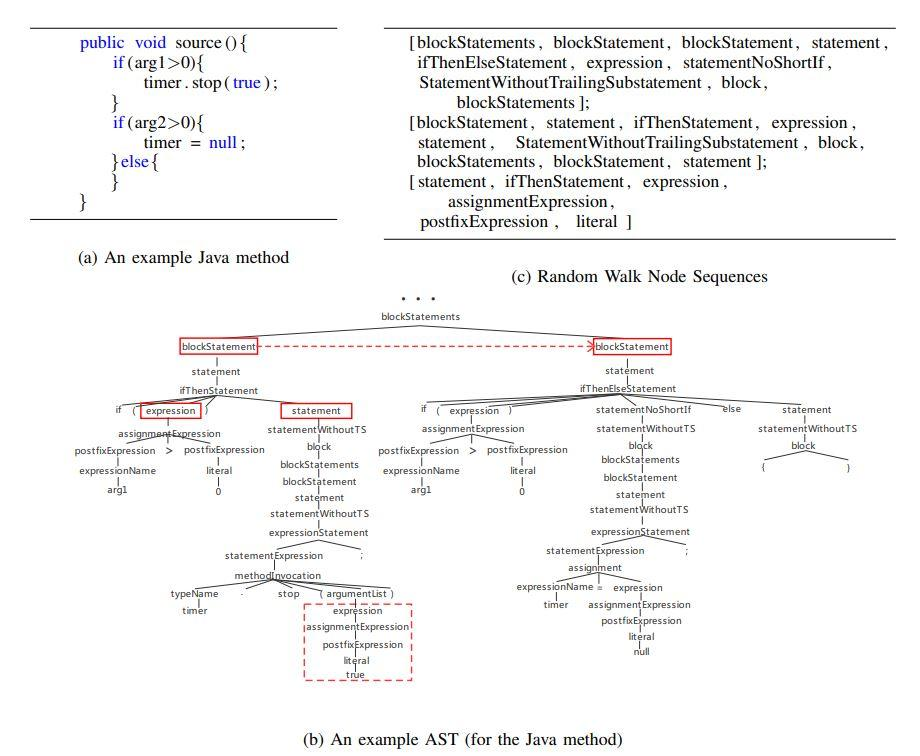 public void source(){
if(arg1>0){
timer.stop(true);
}
if(arg2>0){
timer = null;
}else{
}
}
(a) An example Java method
[blockStatements, blockStatement, blockStatement, statement,
ifThenElseStatement, expression, statementNoShortIf,
StatementWithoutTrailingSubstatement, block,
blockStatements];
[blockStatement, statement, ifThenStatement, expression,
statement, StatementWithoutTrailingSubstatement, block,
blockStatements, blockStatement, statement];
[statement, ifThenStatement, expression,
assignmentExpression,
postfixExpression, literal ]
(c) Random Walk Node Sequences
. . .
blockStatements
blockStatement blockStatement
statement statement
ifThenStatement ifThenElseStatement
if ( expression ) statement if ( expression ) statementNoShortIf else statement
assignmentExpression statementWithoutTS assignmentExpression statementWithoutTS statementWithoutTS
postfixExpression > postfixExpression block postfixExpression > postfixExpression block block
expressionName literal blockStatements expressionName literal blockStatements { }
arg1 0 blockStatement arg1 0 blockStatement
statement statement
statementWithoutTS statementWithoutTS
expressionStatement expressionStatement
statementExpression ; statementExpression ;
methodInvocation assignment
typeName . stop ( argumentList ) expressionName = expression
timer expression timer assignmentExpression
assignmentExpression postfixExpression
postfixExpression literal
literal null
true
(b) An example AST (for the Java method)